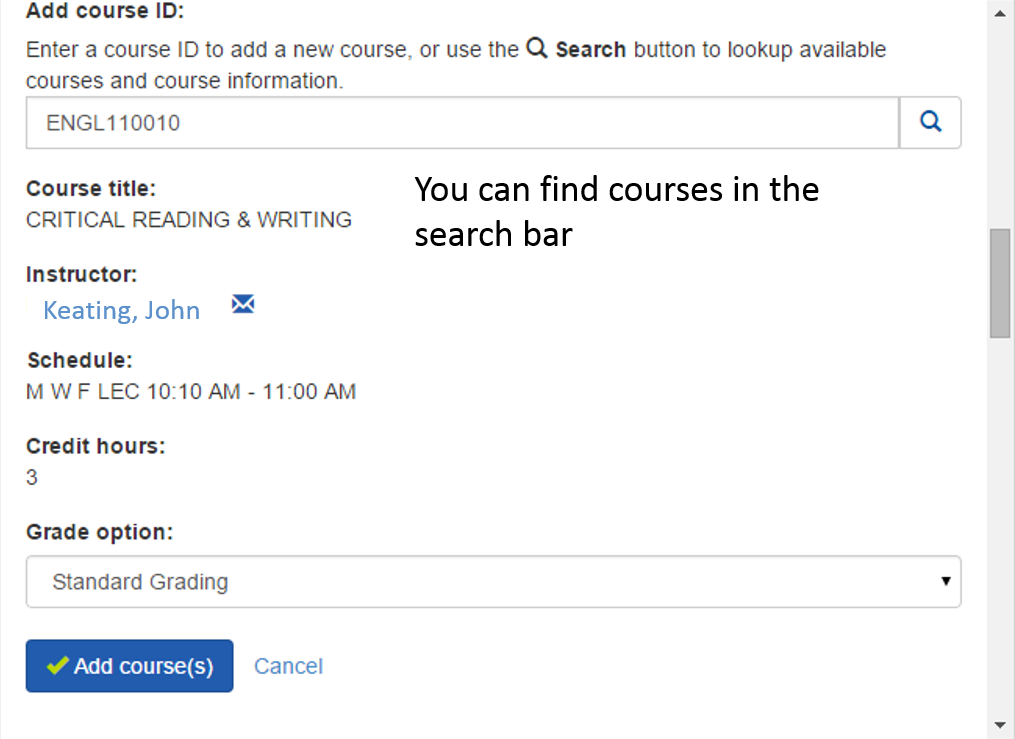 Add course ID:
Enter a course ID to add a new course, or use the Search button to lookup available
courses and course information.
ENGL110010
Course title:
CRITICAL READING & WRITING
You can find courses in the
search bar
Instructor:
Keating, John
Schedule:
M W F LEC 10:10 AM - 11:00 AM
Credit hours:
3
Grade option:
Standard Grading
Add course(s) Cancel